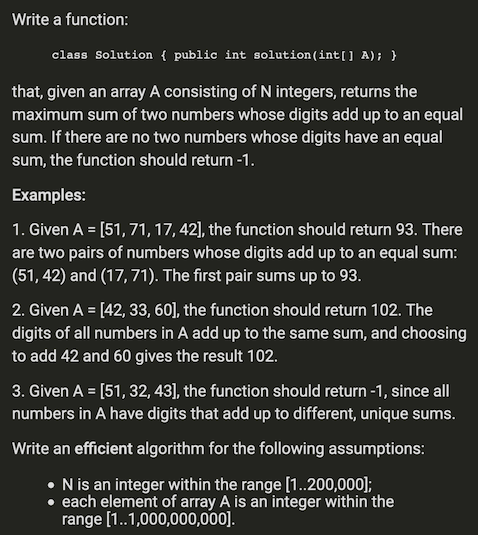 Write a function:
class Solution { public int solution(int[] A); }
that, given an array A consisting of N integers, returns the
maximum sum of two numbers whose digits add up to an equal
sum. If there are no two numbers whose digits have an equal
sum, the function should return -1.
Examples:
1. Given A = [51, 71, 17, 42], the function should return 93. There
are two pairs of numbers whose digits add up to an equal sum:
(51, 42) and (17, 71). The first pair sums up to 93.
2. Given A = [42, 33, 60], the function should return 102. The
digits of all numbers in A add up to the same sum, and choosing
to add 42 and 60 gives the result 102.
3. Given A = [51, 32, 43], the function should return -1, since all
numbers in A have digits that add up to different, unique sums.
Write an efficient algorithm for the following assumptions:
• N is an integer within the range [1..200,000];
• each element of array A is an integer within the
range [1..1,000,000,000].